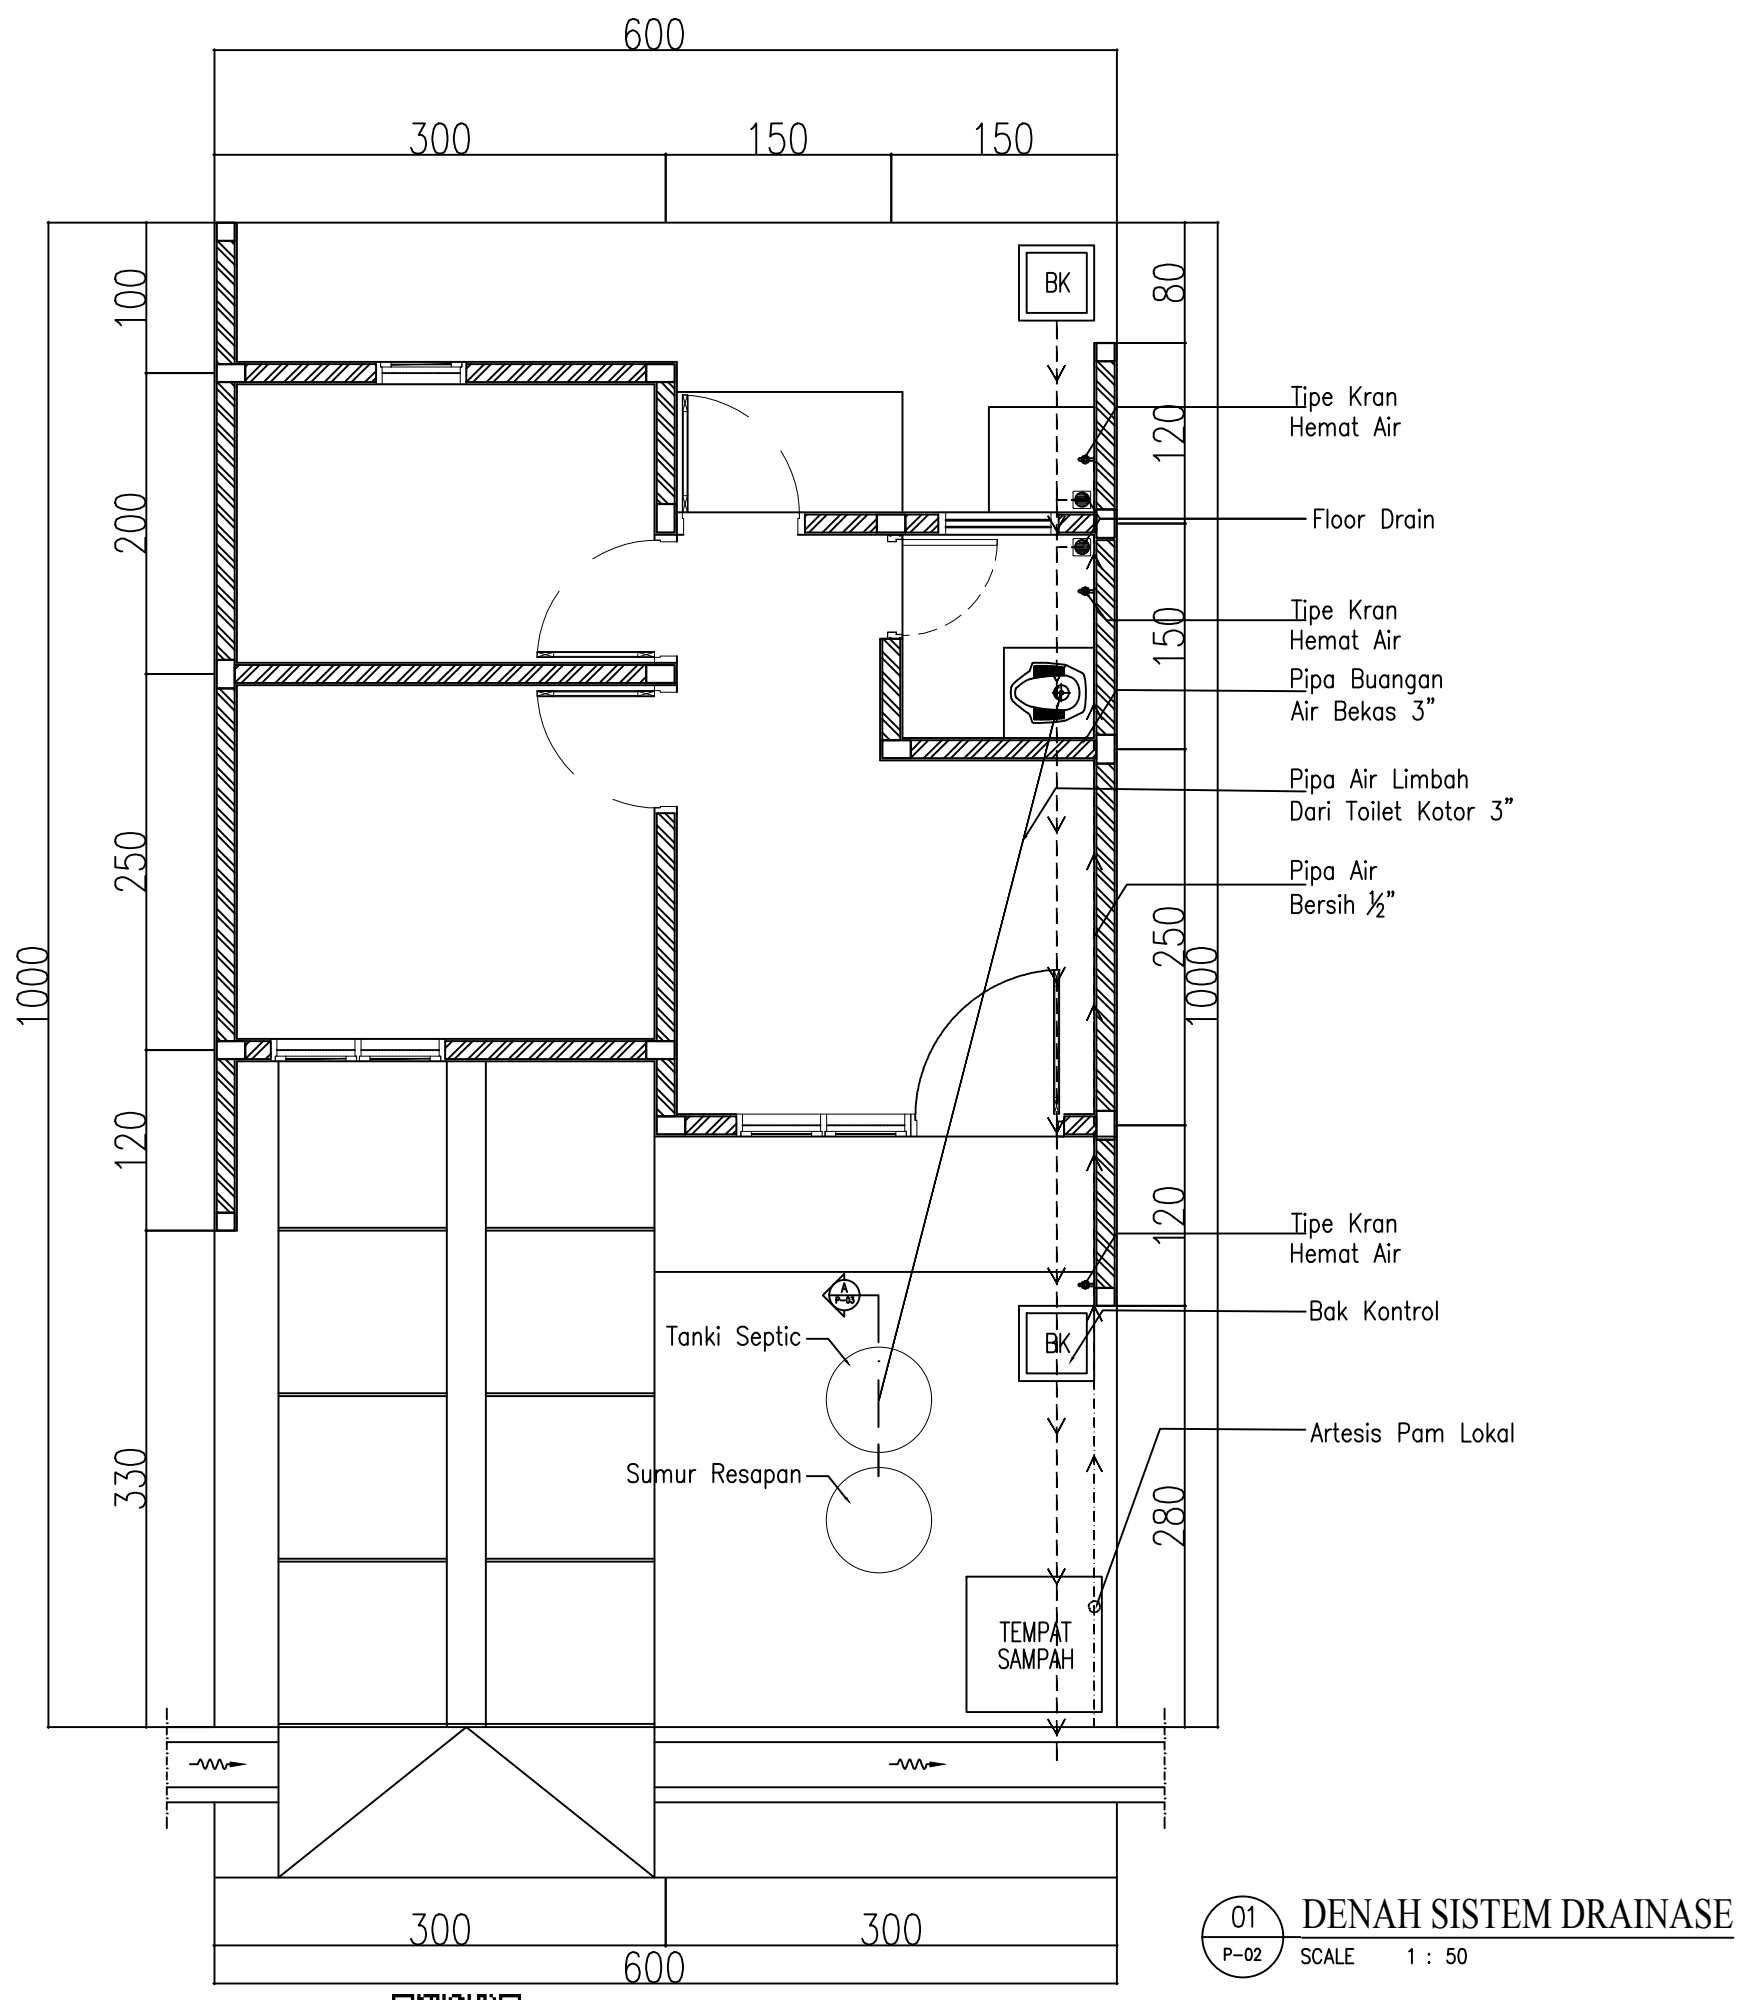 600
300 150 150
BK
80
100
Tipe Kran
Hemat Air
120
200
Floor Drain
Tipe Kran
Hemat Air
150
Pipa Buangan
Air Bekas 3”
Pipa Air Limbah
Dari Toilet Kotor 3”
250
Pipa Air
Bersih ½”
250
1000
1000
120
120
Tipe Kran
Hemat Air
A
P-03
Bak Kontrol
Tanki Septic
BK
Artesis Pam Lokal
Sumur Resapan
330
280
TEMPAT
SAMPAH
300 300
600
01
P-02
DENAH SISTEM DRAINASE
SCALE 1 : 50